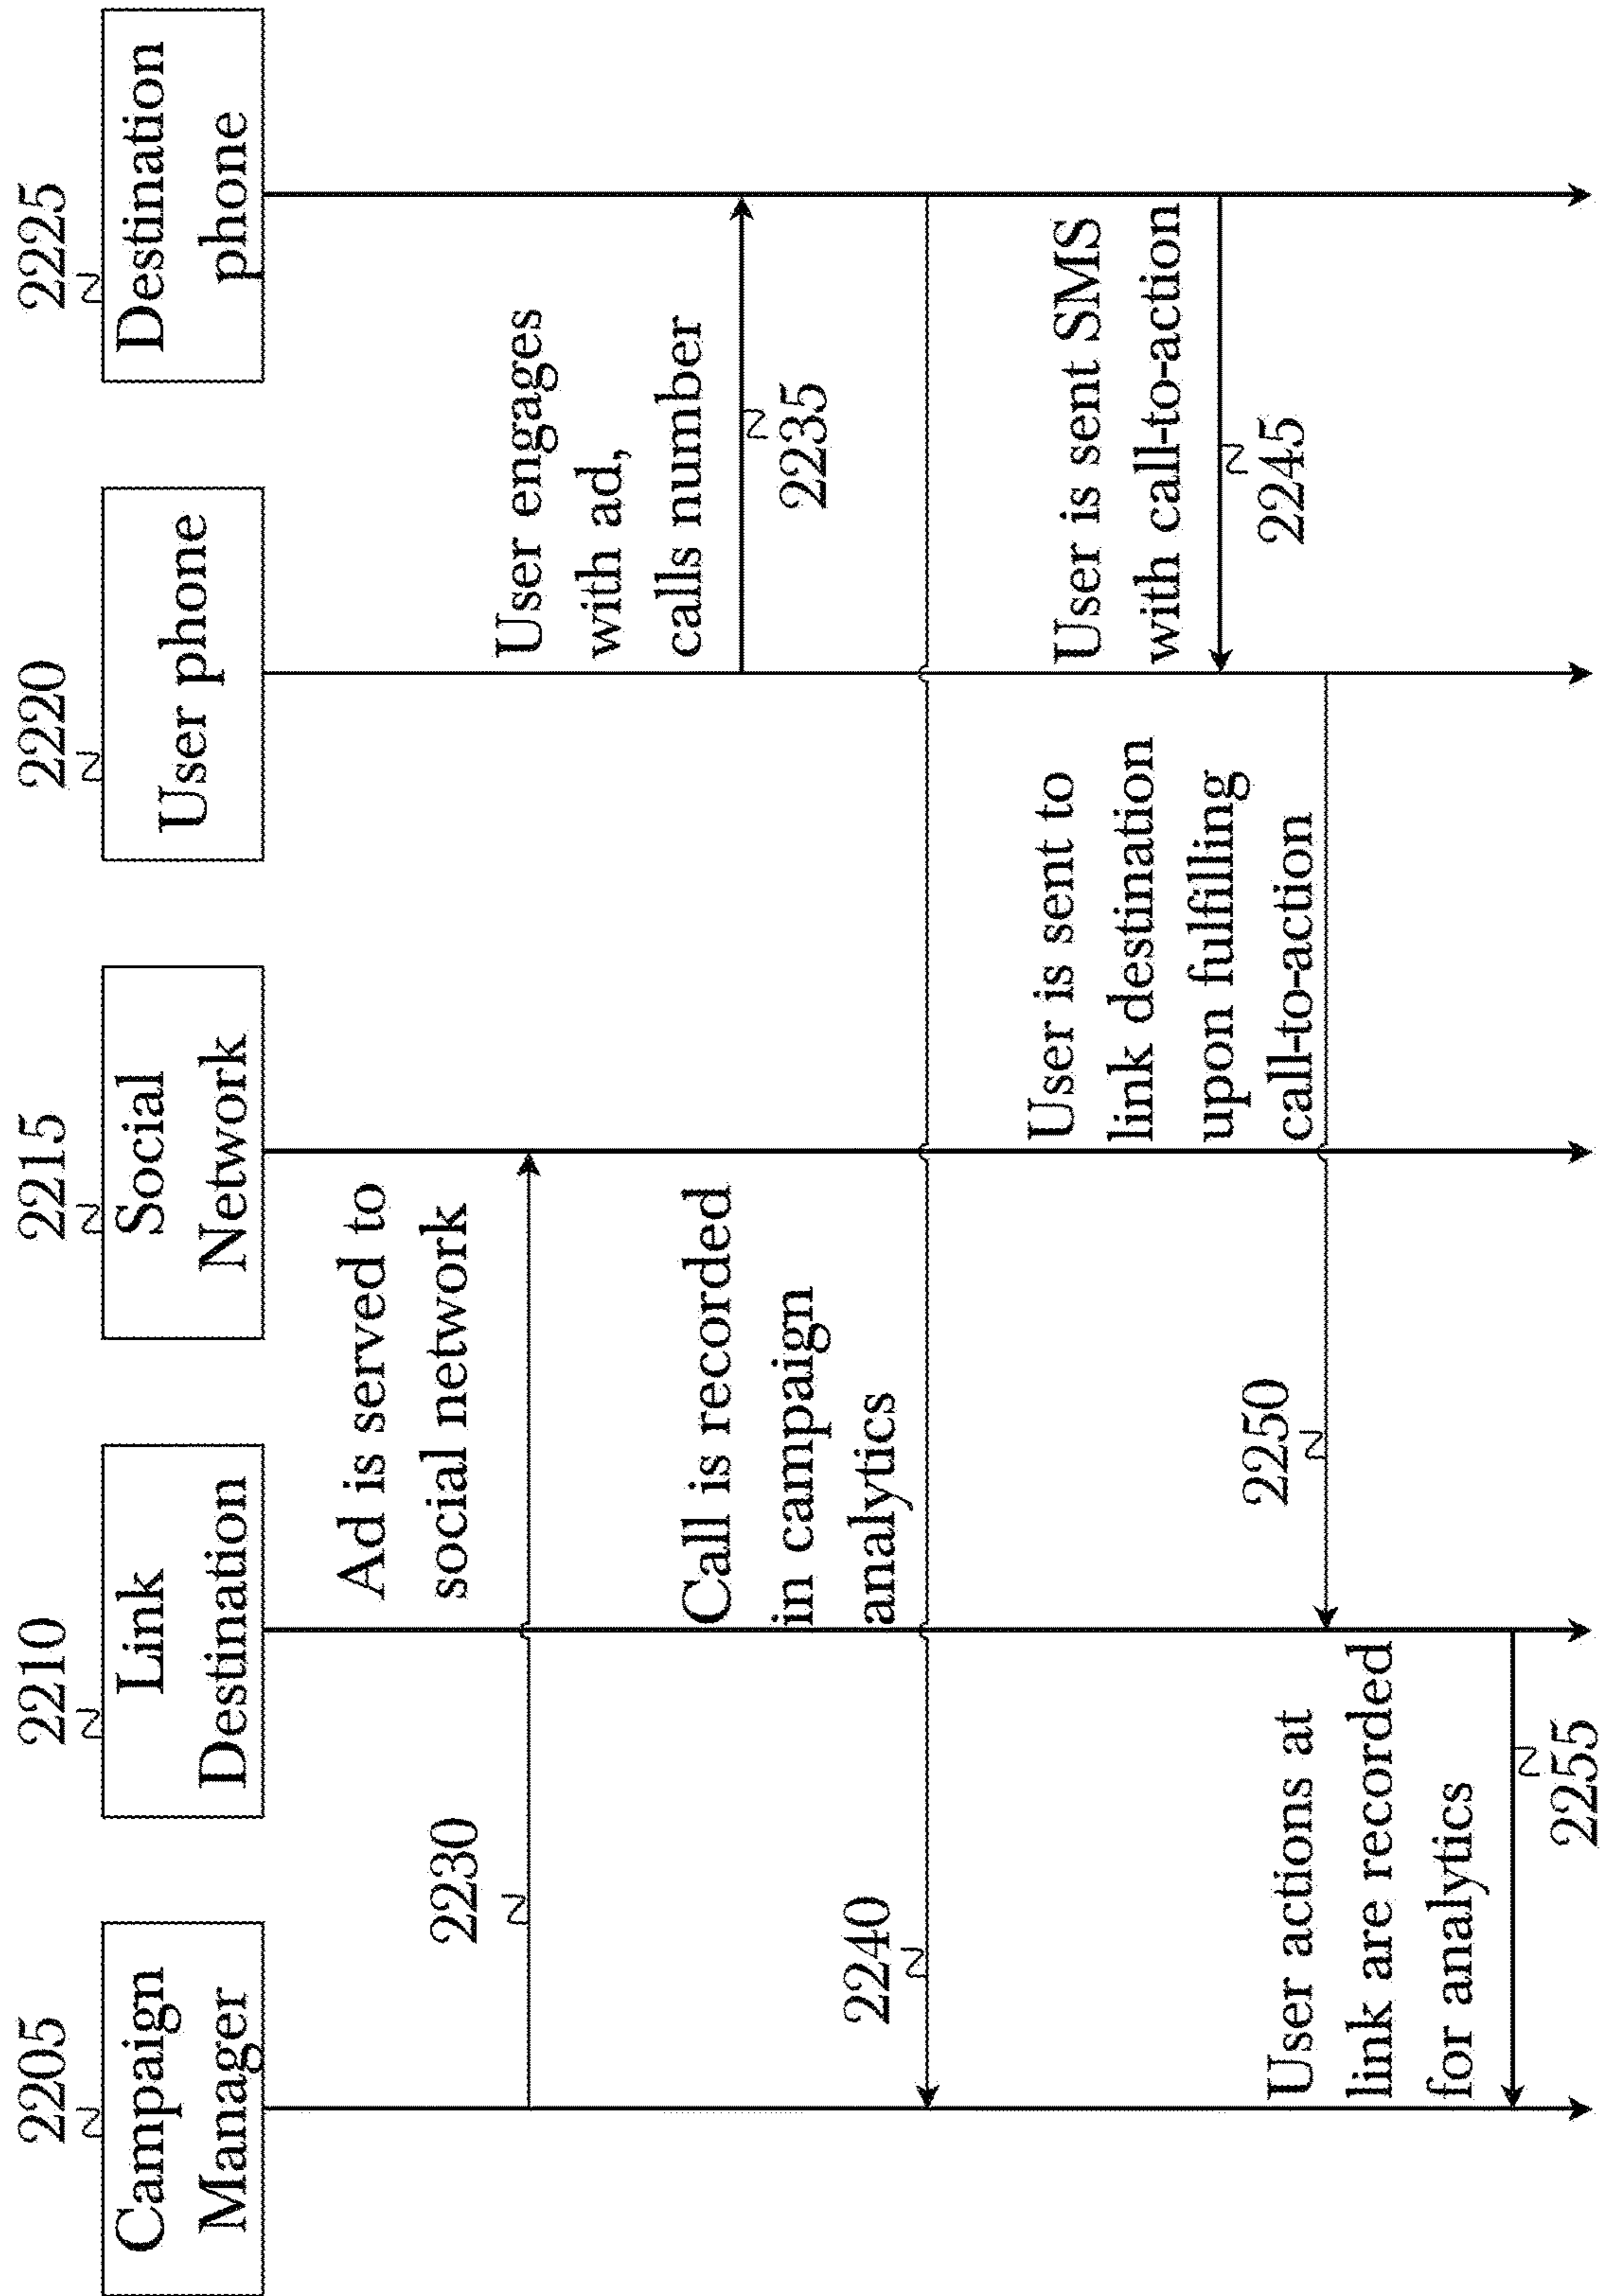 2205
2210
2215
2220
2225
Campaign
Manager
Link
Destination
Social
Network
User phone
Destination
phone
Ad is served to
social network
2230
User engages
with ad,
calls number
2235
Call is recorded
in campaign
analytics
2240
User is sent SMS
with call-to-action
2245
User is sent to
link destination
upon fulfilling
call-to-action
2250
User actions at
link are recorded
for analytics
2255